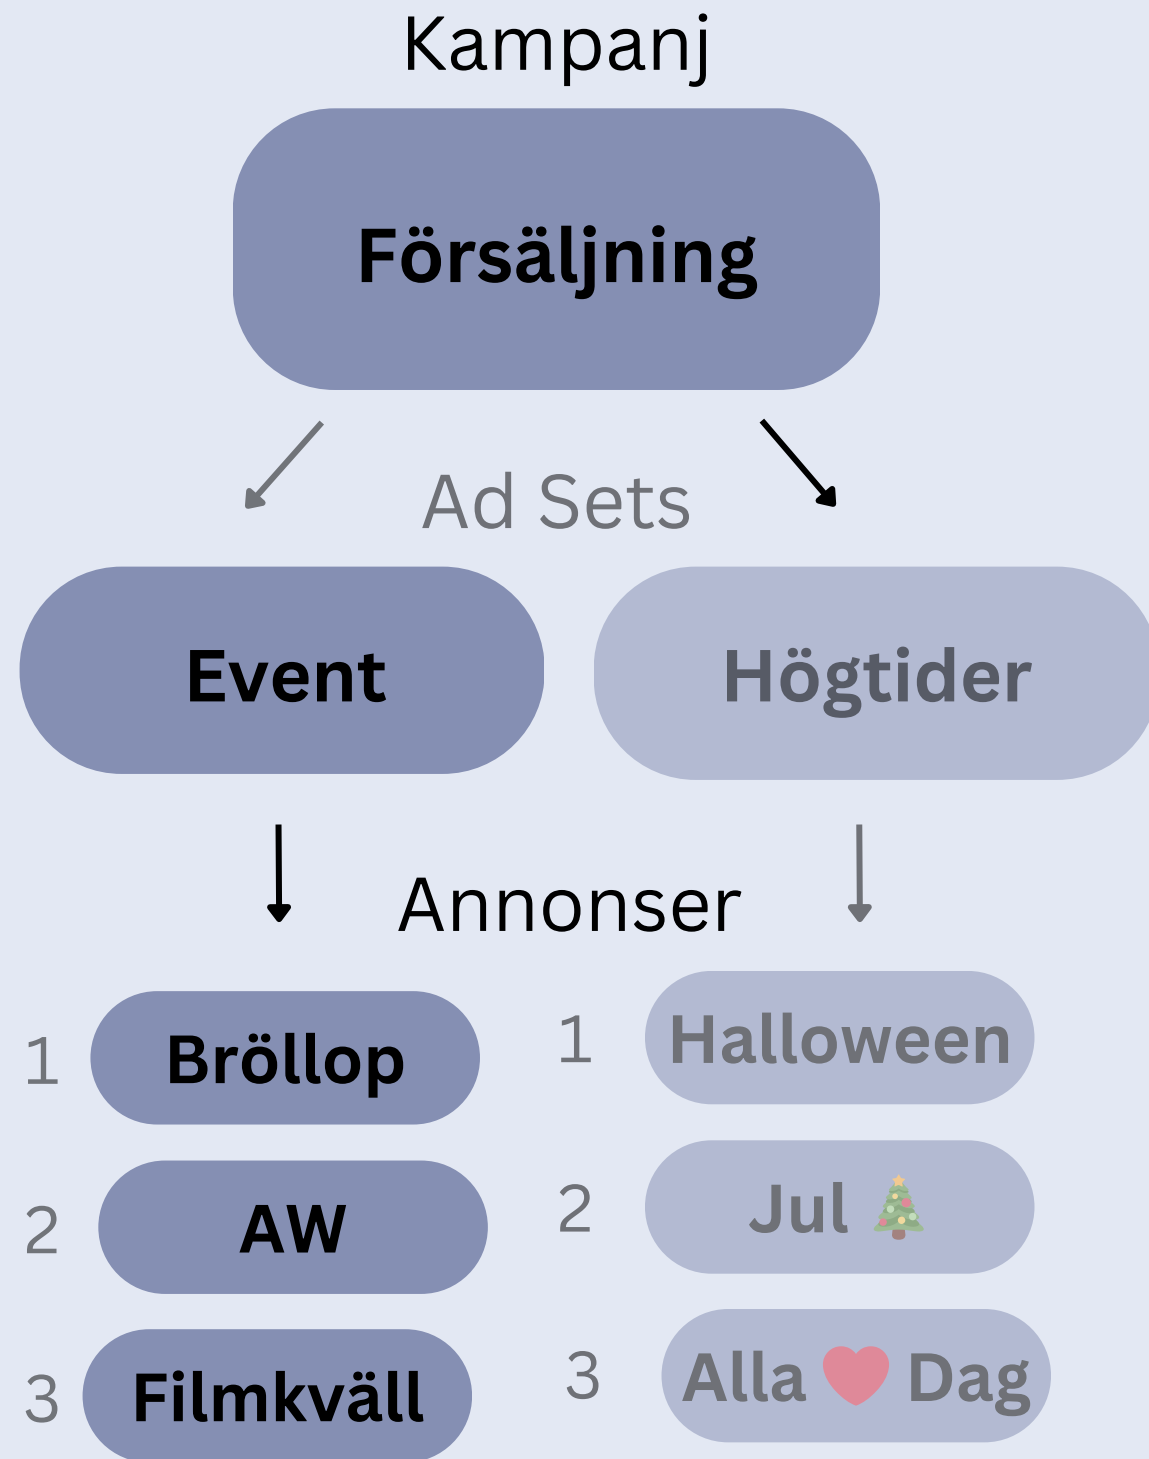 Kampanj
Försäljning
Ad Sets
Event
Högtider
Annonser
1 Bröllop
2 AW
3 Filmkväll
1 Halloween
2 Jul 🎄
3 Alla ❤️ Dag